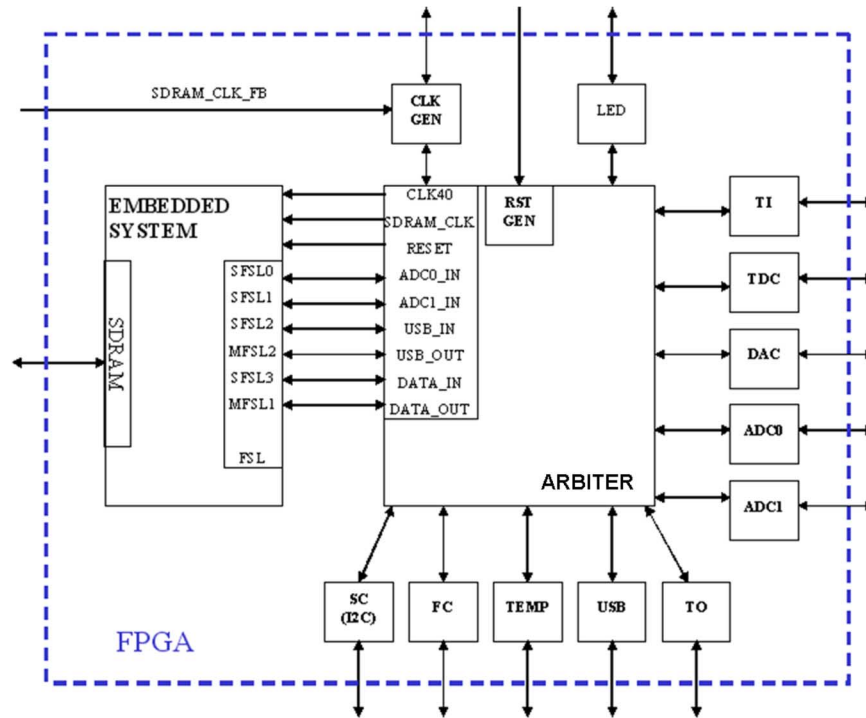 SDRAM_CLK_FB
CLK
GEN
LED
EMBEDDED
SYSTEM
SDRAM
SFSL0
SFSL1
SFSL2
MFSL2
SFSL3
MFSL1
FSL
CLK40
SDRAM_CLK
RESET
ADC0_IN
ADC1_IN
USB_IN
USB_OUT
DATA_IN
DATA_OUT
RST
GEN
ARBITER
TI
TDC
DAC
ADC0
ADC1
SC
(I2C)
FC
TEMP
USB
TO
FPGA